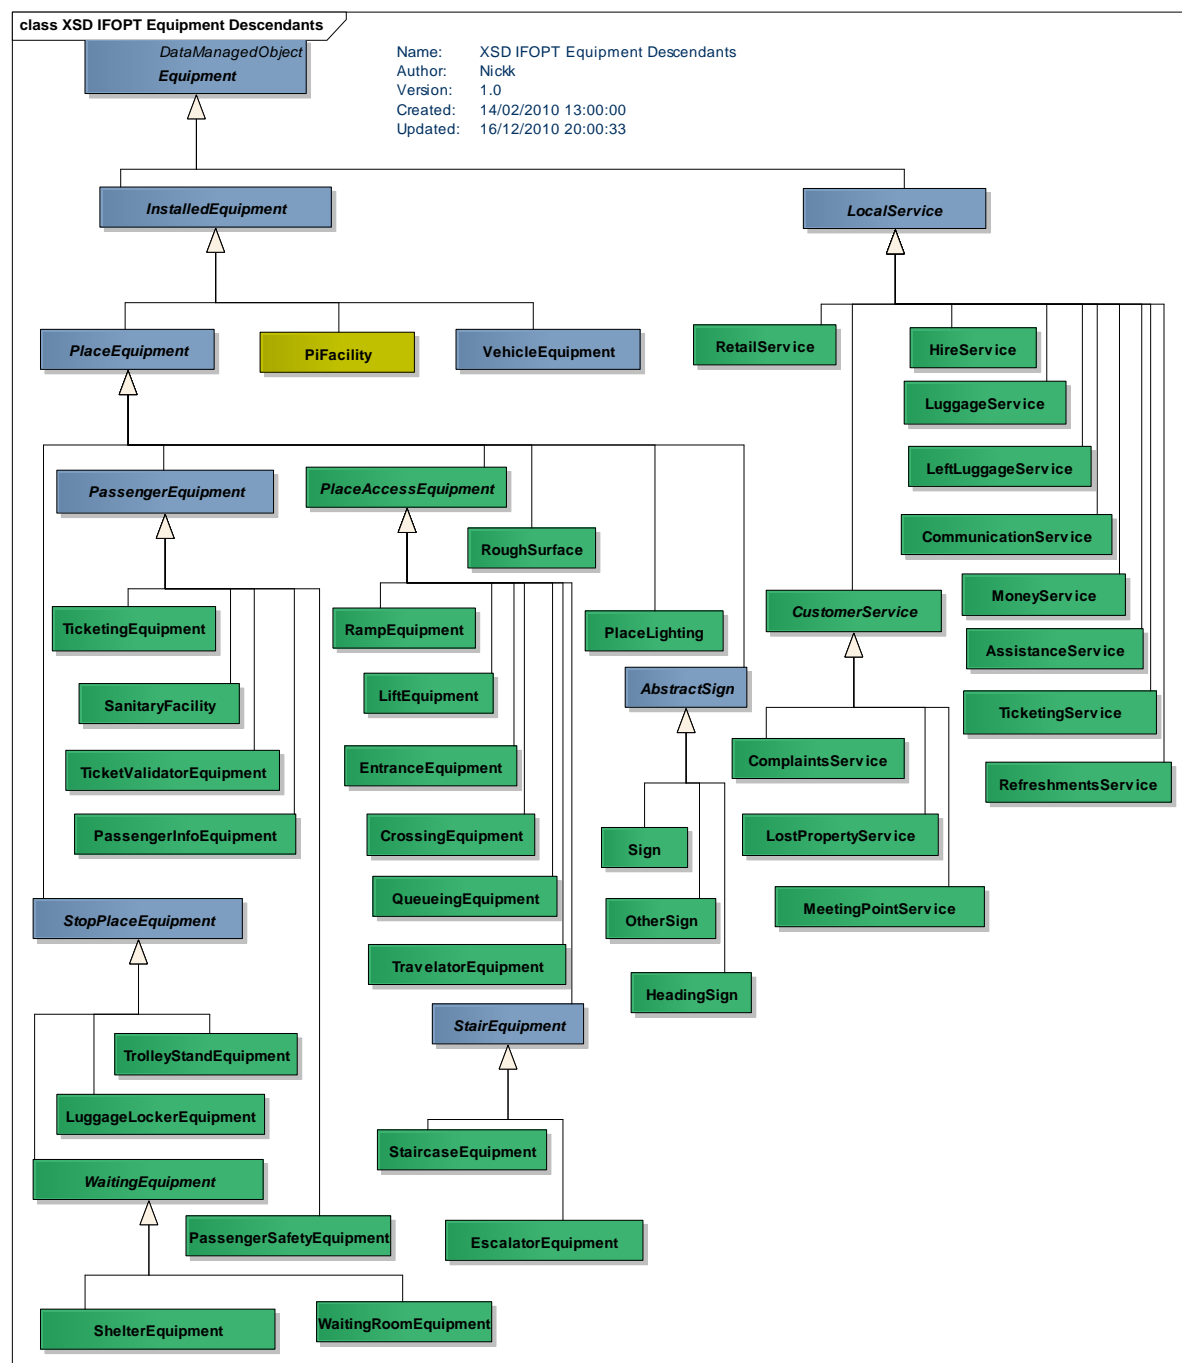 class XSD IFOPT Equipment Descendants
DataManagedObject
Equipment
Name: XSD IFOPT Equipment Descendants
Author: Nickk
Version: 1.0
Created: 14/02/2010 13:00:00
Updated: 16/12/2010 20:00:33
InstalledEquipment
LocalService
PlaceEquipment
PiFacility
VehicleEquipment
RetailService
HireService
LuggageService
LeftLuggageService
CommunicationService
MoneyService
AssistanceService
TicketingService
RefreshmentsService
CustomerService
ComplaintsService
LostPropertyService
MeetingPointService
PassengerEquipment
PlaceAccessEquipment
RoughSurface
PlaceLighting
AbstractSign
Sign
OtherSign
HeadingSign
TicketingEquipment
SanitaryFacility
TicketValidatorEquipment
PassengerInfoEquipment
RampEquipment
LiftEquipment
EntranceEquipment
CrossingEquipment
QueueingEquipment
TravelatorEquipment
StairEquipment
StaircaseEquipment
EscalatorEquipment
StopPlaceEquipment
TrolleyStandEquipment
LuggageLockerEquipment
WaitingEquipment
PassengerSafetyEquipment
ShelterEquipment
WaitingRoomEquipment